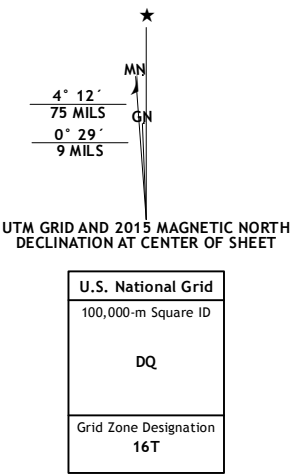 ★
MN
4° 12´
75 MILS
GN
0° 29´
9 MILS
UTM GRID AND 2015 MAGNETIC NORTH
DECLINATION AT CENTER OF SHEET
U.S. National Grid
100,000-m Square ID
DQ
Grid Zone Designation
16T